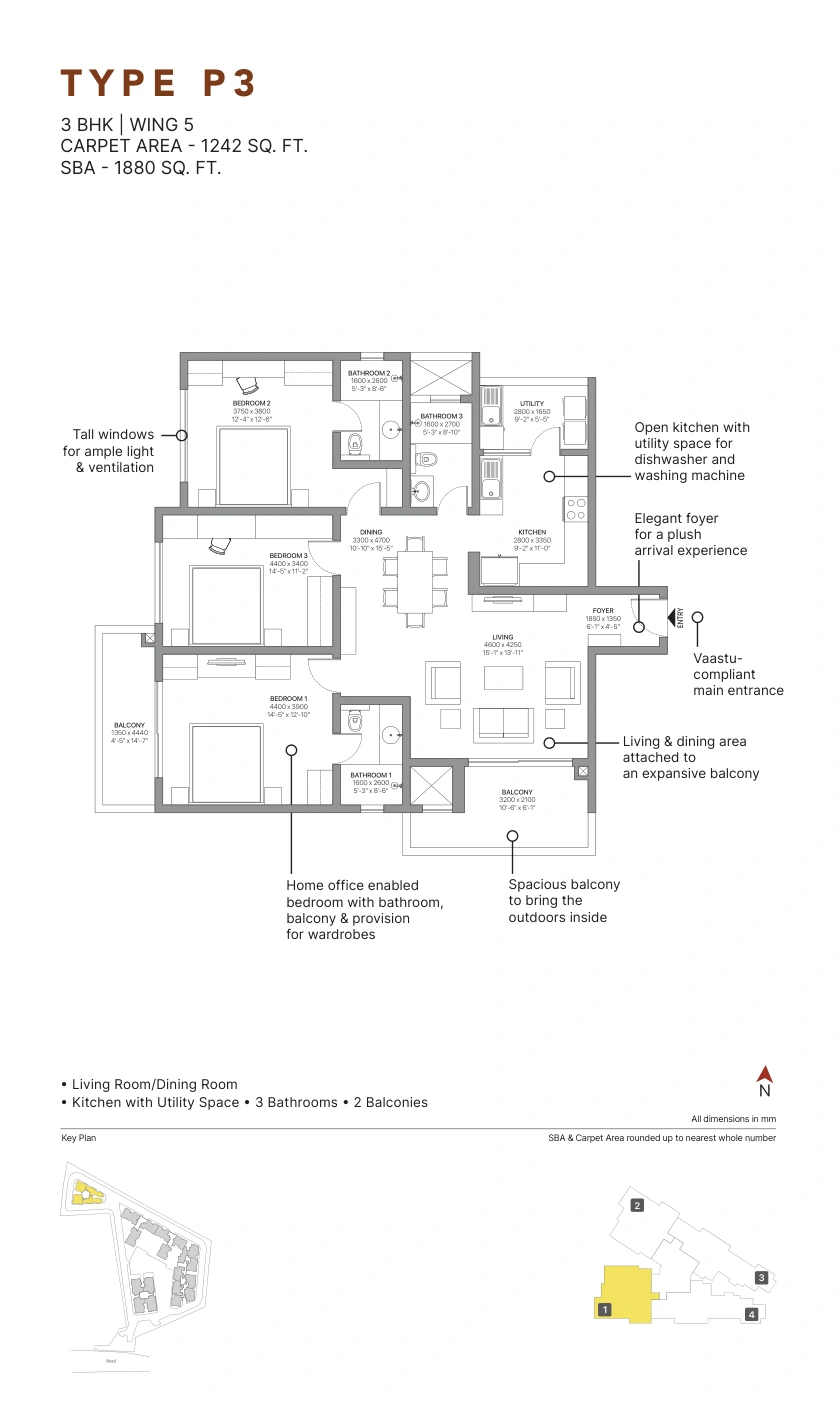 TYPE P3
3 BHK | WING 5
CARPET AREA - 1242 SQ. FT.
SBA - 1880 SQ. FT.
BATHROOM 2
1600 x 2600
5'-3" x 8'-6"
BEDROOM 2
3750 x 3800
12'-4" x 12'-6"
UTILITY
2800 x 1650
9'-2" x 5'-5"
BATHROOM 3
1600 x 2700
5'-3" x 8'-10"
Tall windows
for ample light
& ventilation
Open kitchen with
utility space for
dishwasher and
washing machine
Elegant foyer
for a plush
arrival experience
DINING
3300 x 4700
10'-10" x 15'-5"
KITCHEN
2800 x 3350
9'-2" x 11'-0"
BEDROOM 3
4400 x 3400
14'-5" x 11'-2"
FOYER
1850 x 1350
6'-1" x 4'-5"
ENTRY
LIVING
4600 x 4250
15'-1" x 13'-11"
Vaastu-
compliant
main entrance
BEDROOM 1
4400 x 3900
14'-5" x 12'-10"
BALCONY
1350 x 4440
4'-5" x 14'-7"
Living & dining area
attached to
an expansive balcony
BATHROOM 1
1600 x 2600
5'-3" x 8'-6"
BALCONY
3200 x 2100
10'-6" x 6'-1"
Home office enabled
bedroom with bathroom,
balcony & provision
for wardrobes
Spacious balcony
to bring the
outdoors inside
• Living Room/Dining Room
• Kitchen with Utility Space • 3 Bathrooms • 2 Balconies
N
All dimensions in mm
Key Plan
SBA & Carpet Area rounded up to nearest whole number
2
3
1
4
Road